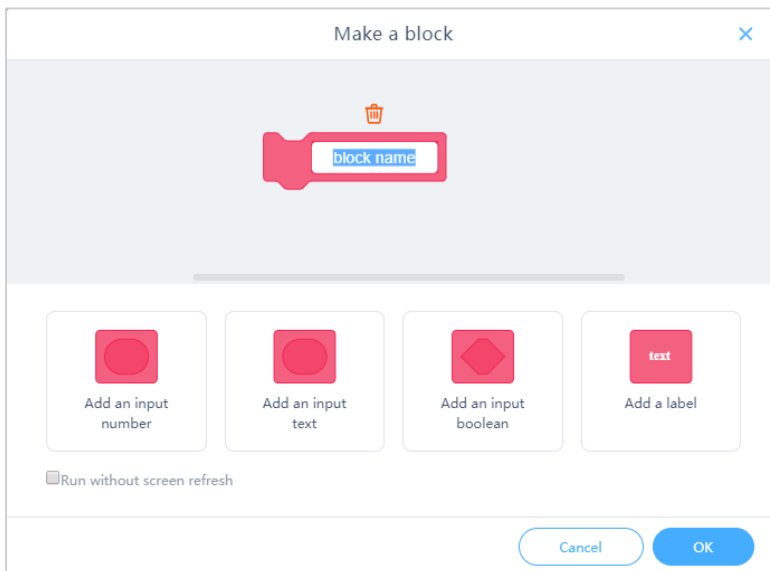 Make a block
block name
text
Add an input
number
Add an input
text
Add an input
boolean
Add a label
Run without screen refresh
Cancel
OK